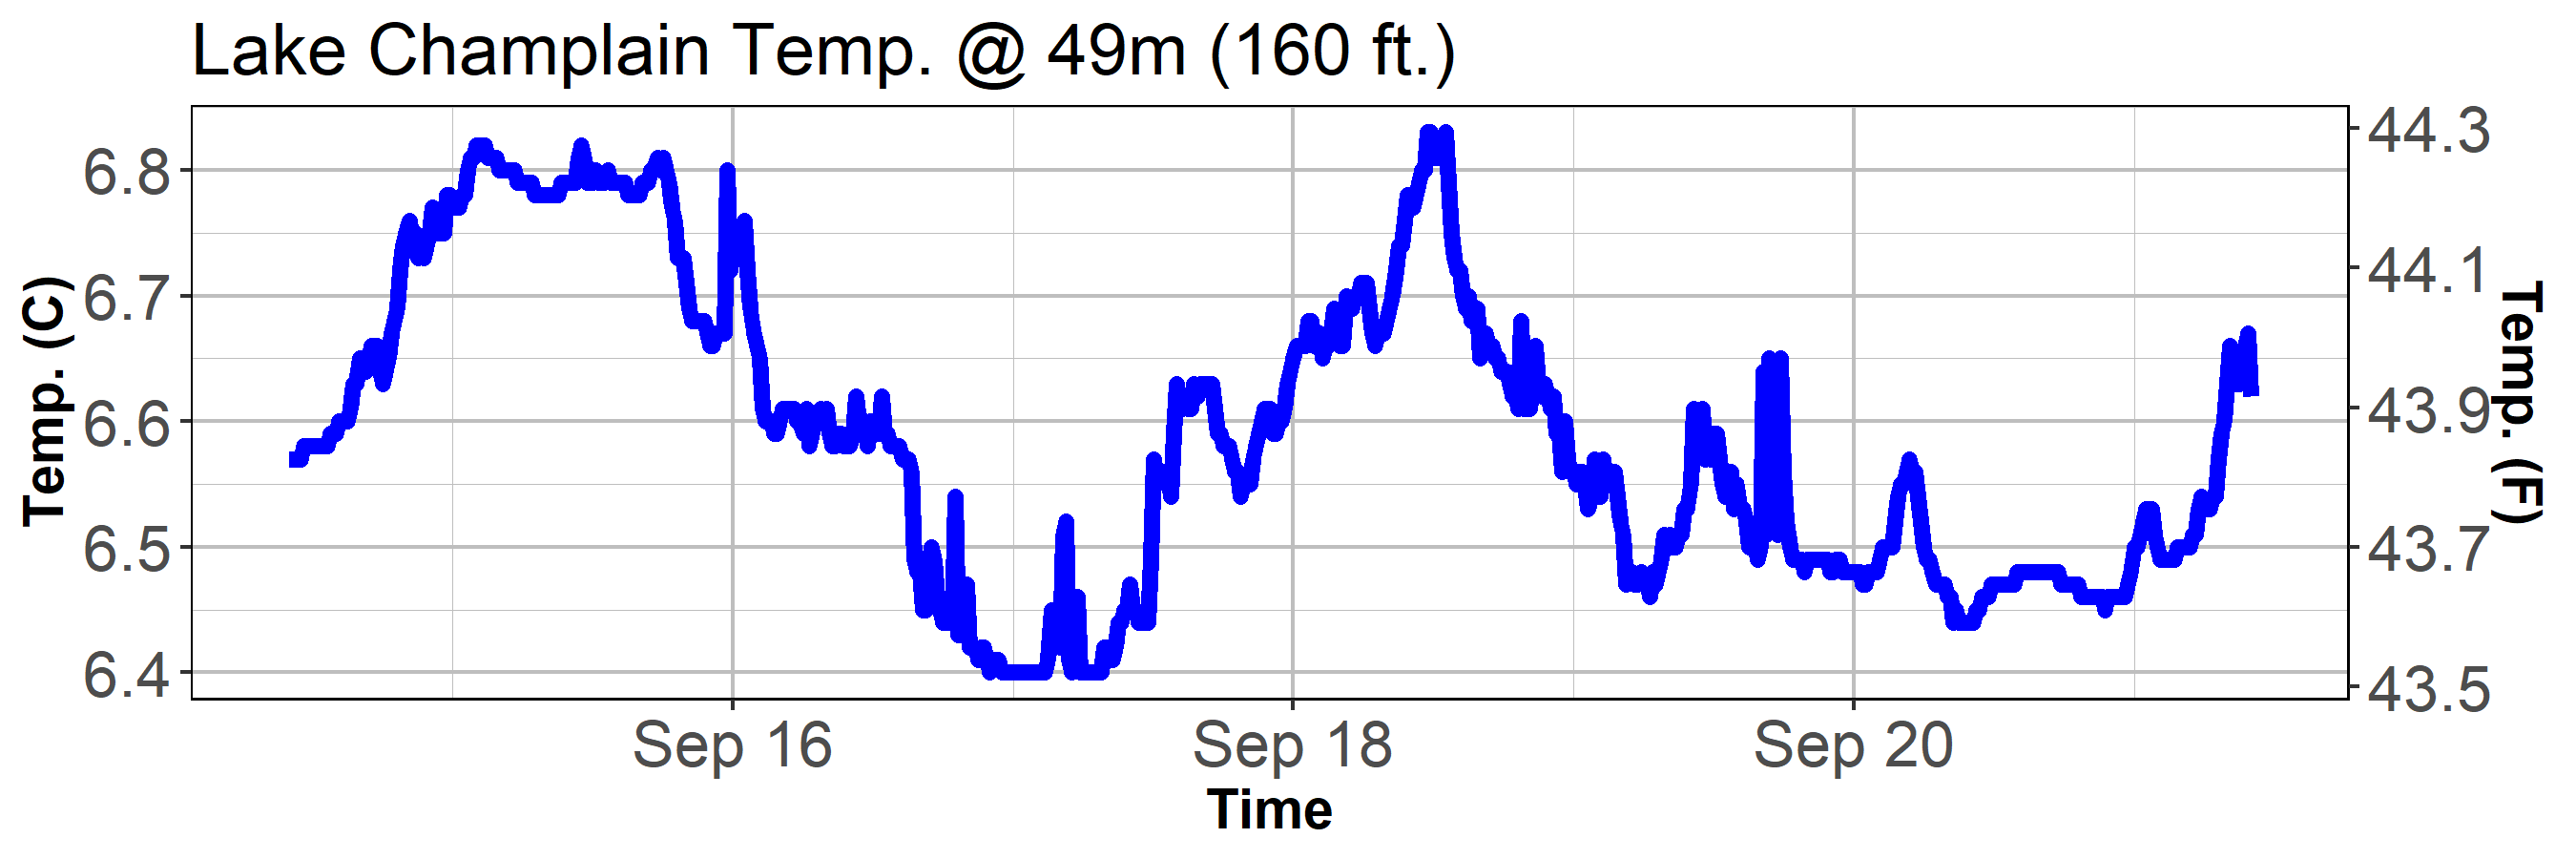 Lake Champlain Temp. @ 49m (160 ft.)
Temp. (C)
6.8
6.7
6.6
6.5
6.4
44.3
44.1
43.9
43.7
43.5
Temp. (F)
Sep 16 Sep 18 Sep 20
Time